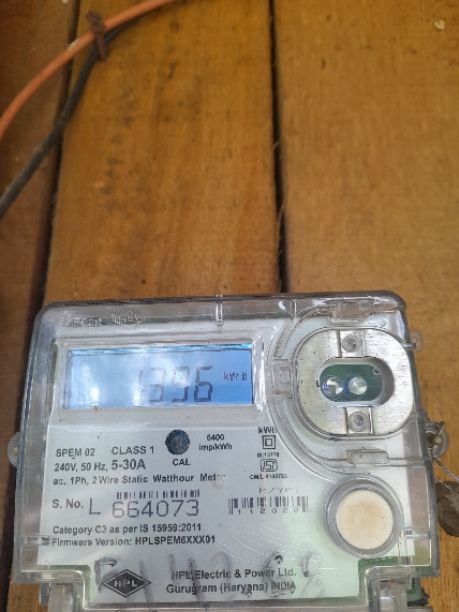 1396 kWh
SPEM 02 CLASS 1
6400
imp/kWh
kWh
240V, 50 Hz, 5-30A
CAL
ac. 1Ph, 2 Wire Static Watthour Meter
S. No. L 664073
112020
Category C3 as per IS 15959:2011
Firmware Version: HPLSPEM6XXX01
HPL
HPL Electric & Power Ltd.
Gurugram (Haryana) INDIA